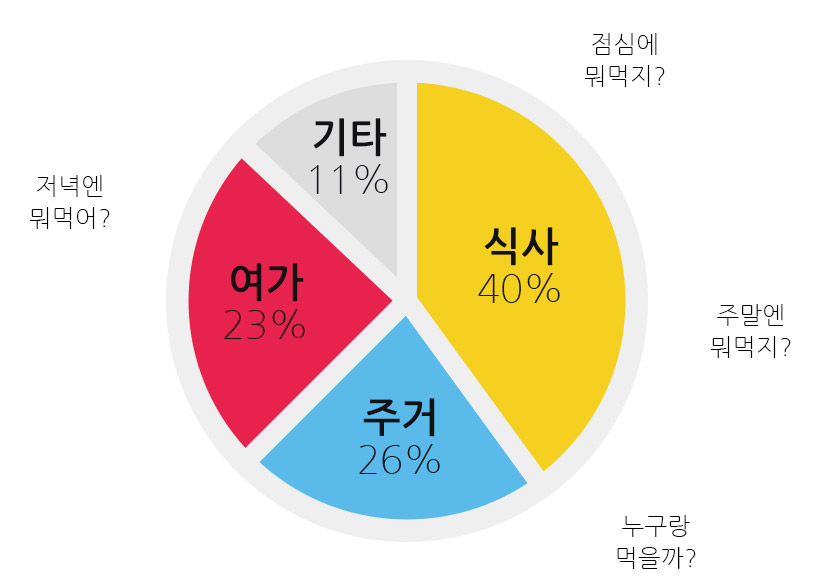 점심에
뭐먹지?
기타
11%
저녁엔
뭐먹어?
식사
40%
여가
23%
주말엔
뭐먹지?
주거
26%
누구랑
먹을까?